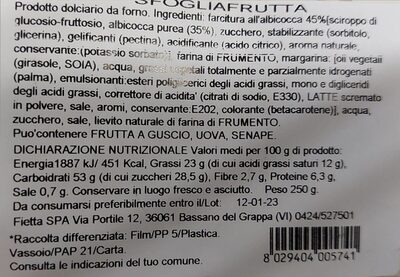 SFOGLIAFRUTTA
Prodotto dolciario da forno. Ingredienti: farcitura all'albicocca 45%[sciroppo di
glucosio-fruttosio, albicocca purea (35%), zucchero, stabilizzante (sorbitolo,
glicerina), gelificanti (pectina), acidificante (acido citrico), aroma naturale,
conservante:(potassio sorbato)], farina di FRUMENTO, margarina: [oli vegetali
(girasole, SOIA), acqua, grassi vegetali totalmente e parzialmente idrogenati
(palma), emulsionanti:esteri poliglicerici degli acidi grassi, mono e digliceridi
degli acidi grassi, correttore di acidita' (citrati di sodio, E330), LATTE scremato
in polvere, sale, aromi, conservante:E202, colorante (betacarotene)], acqua,
zucchero, sale, lievito naturale di farina di FRUMENTO.
Puo'contenere FRUTTA A GUSCIO, UOVA, SENAPE.
DICHIARAZIONE NUTRIZIONALE Valori medi per 100 g di prodotto:
Energia1887 kJ/ 451 Kcal, Grassi 23 g (di cui acidi grassi saturi 12 g),
Carboidrati 53 g (di cui zuccheri 28,5 g), Fibre 2,7 g, Proteine 6,3 g,
Sale 0,7 g. Conservare in luogo fresco e asciutto. Peso 250 g.
Da consumarsi preferibilmente entro il/Lot: 12-01-23
Fietta SPA Via Portile 12, 36061 Bassano del Grappa (VI) 0424/527501
*Raccolta differenziata: Film/PP 5/Plastica.
Vassoio/PAP 21/Carta.
Consulta le indicazioni del tuo comune.
8 029404 005741